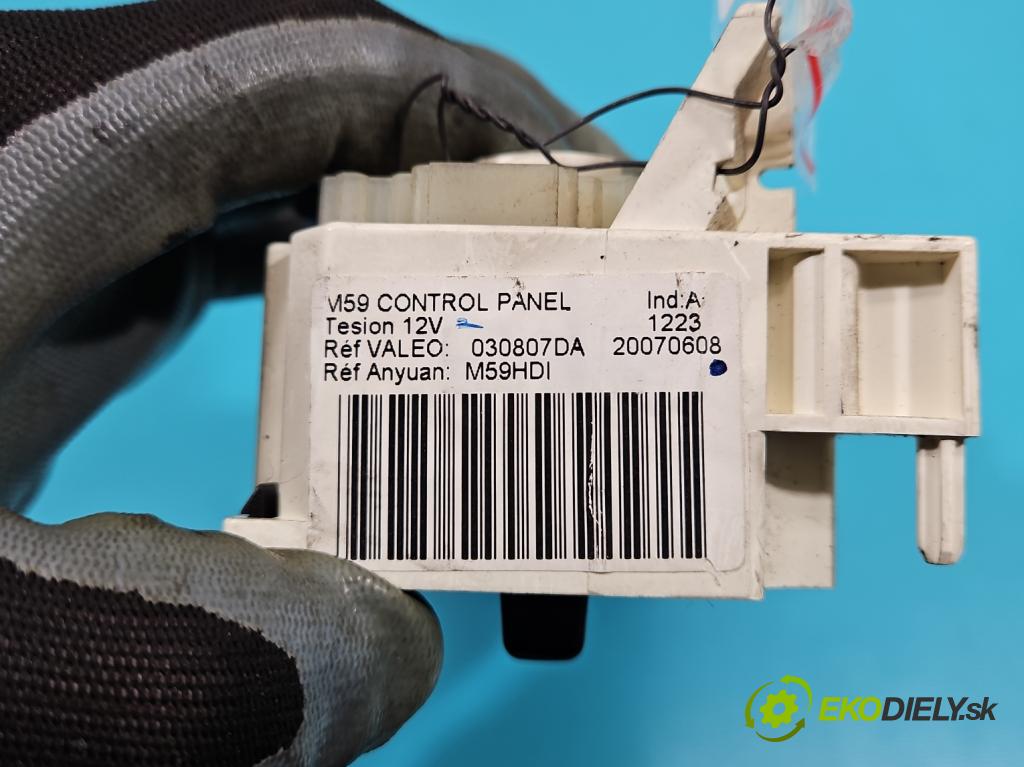 M59 CONTROL PANEL Ind:A
Tesion 12V 1223
Réf VALEO: 030807DA 20070608
Réf Anyuan: M59HDI
EKODIELY.sk